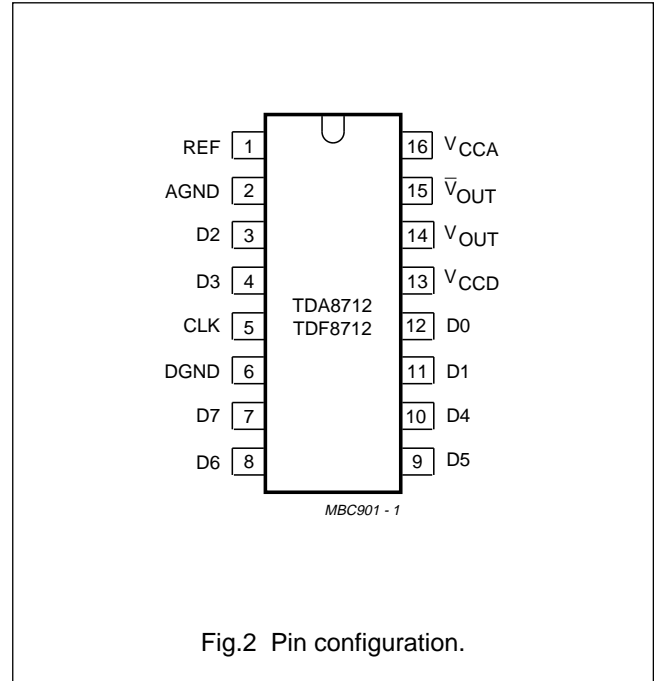 REF 1 16 VCCA
AGND 2 15 V̅OUT
D2 3 14 VOUT
D3 4 13 VCCD
TDA8712
TDF8712
CLK 5 12 D0
DGND 6 11 D1
D7 7 10 D4
D6 8 9 D5
MBC901 - 1
Fig.2 Pin configuration.